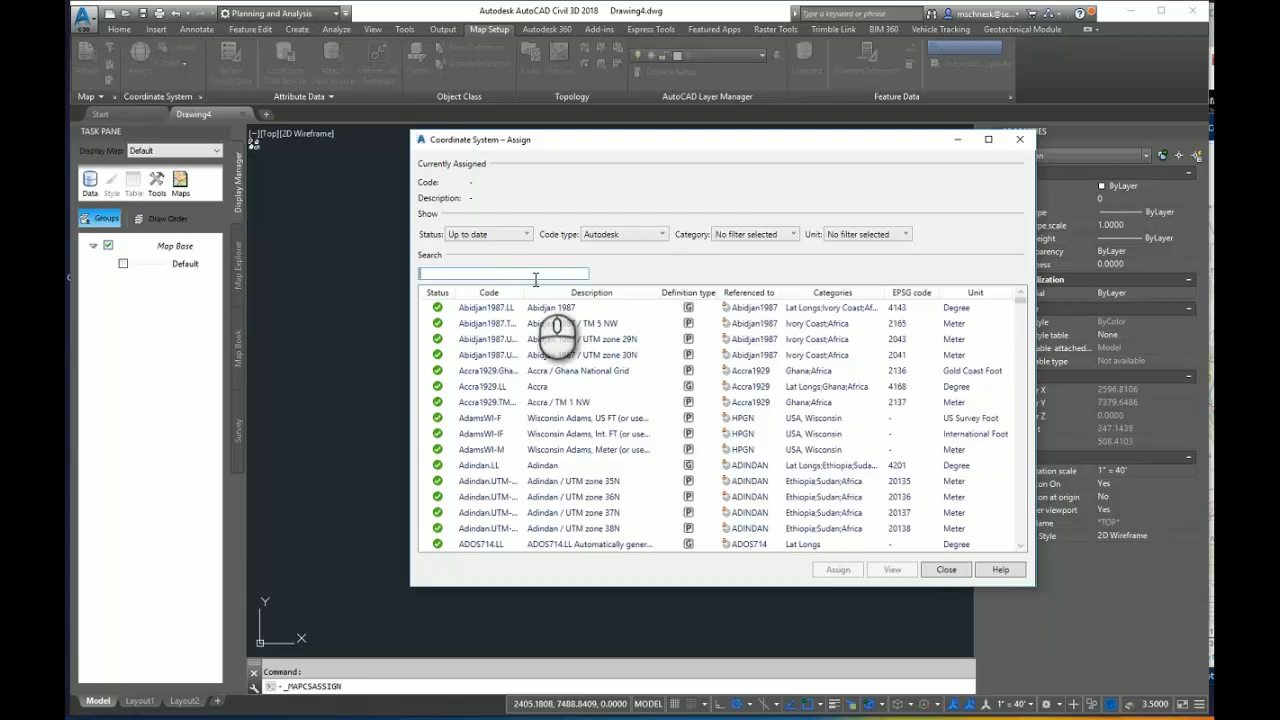 Planning and Analysis
Autodesk AutoCAD Civil 3D 2018 Drawing4.dwg
Type a keyword or phrase
mschnesk@se...
Home Insert Annotate Feature Edit Create Analyze View Tools Output Map Setup Autodesk 360 Add-ins Express Tools Featured Apps Raster Tools Trimble Link BIM 360 Vehicle Tracking Geotechnical Module
Map Coordinate System Attribute Data Object Class Topology AutoCAD Layer Manager Feature Data
Start Drawing4
TASK PANE
Display Map: Default
Data Style Table Tools Maps
Groups Draw Order
Map Base
Default
Display Manager
Map Explorer
Map Book
Survey
[−][Top][2D Wireframe]
Coordinate System – Assign
Currently Assigned
Code: -
Description: -
Show
Status: Up to date Code type: Autodesk Category: No filter selected Unit: No filter selected
Search
Status Code Description Definition type Referenced to Categories EPSG code Unit
Abidjan1987.LL Abidjan 1987 G Abidjan1987 Lat Longs;Ivory Coast;Af... 4143 Degree
Abidjan1987.T... / TM 5 NW P Abidjan1987 Ivory Coast;Africa 2165 Meter
Abidjan1987.U... / UTM zone 29N P Abidjan1987 Ivory Coast;Africa 2043 Meter
Abidjan1987.U... / UTM zone 30N P Abidjan1987 Ivory Coast;Africa 2041 Meter
Accra1929.Gha... Accra / Ghana National Grid P Accra1929 Ghana;Africa 2136 Gold Coast Foot
Accra1929.LL Accra G Accra1929 Lat Longs;Ghana;Africa 4168 Degree
Accra1929.TM... Accra / TM 1 NW P Accra1929 Ghana;Africa 2137 Meter
AdamsWI-F Wisconsin Adams, US FT (or use... P HPGN USA, Wisconsin - US Survey Foot
AdamsWI-IF Wisconsin Adams, Int. FT (or us... P HPGN USA, Wisconsin - International Foot
AdamsWI-M Wisconsin Adams, Meter (or use... P HPGN USA, Wisconsin - Meter
Adindan.LL Adindan G ADINDAN Lat Longs;Ethiopia;Suda... 4201 Degree
Adindan.UTM-... Adindan / UTM zone 35N P ADINDAN Ethiopia;Sudan;Africa 20135 Meter
Adindan.UTM-... Adindan / UTM zone 36N P ADINDAN Ethiopia;Sudan;Africa 20136 Meter
Adindan.UTM-... Adindan / UTM zone 37N P ADINDAN Ethiopia;Sudan;Africa 20137 Meter
Adindan.UTM-... Adindan / UTM zone 38N P ADINDAN Ethiopia;Sudan;Africa 20138 Meter
ADOS714.LL ADOS714.LL Automatically gener... G ADOS714 Lat Longs - Degree
Assign View Close Help
ByLayer
0
ByLayer
1.0000
ByLayer
0.0000
ByColor
Model
Not available
2596.8106
7379.6486
0.0000
247.1439
508.4103
1" = 40'
Yes
No
Yes
*TOP*
2D Wireframe
Y
X
Command:
-_MAPCSASSIGN
Model Layout1 Layout2 +
2405.1808, 7488.8409, 0.0000 MODEL 1" = 40' 3.5000